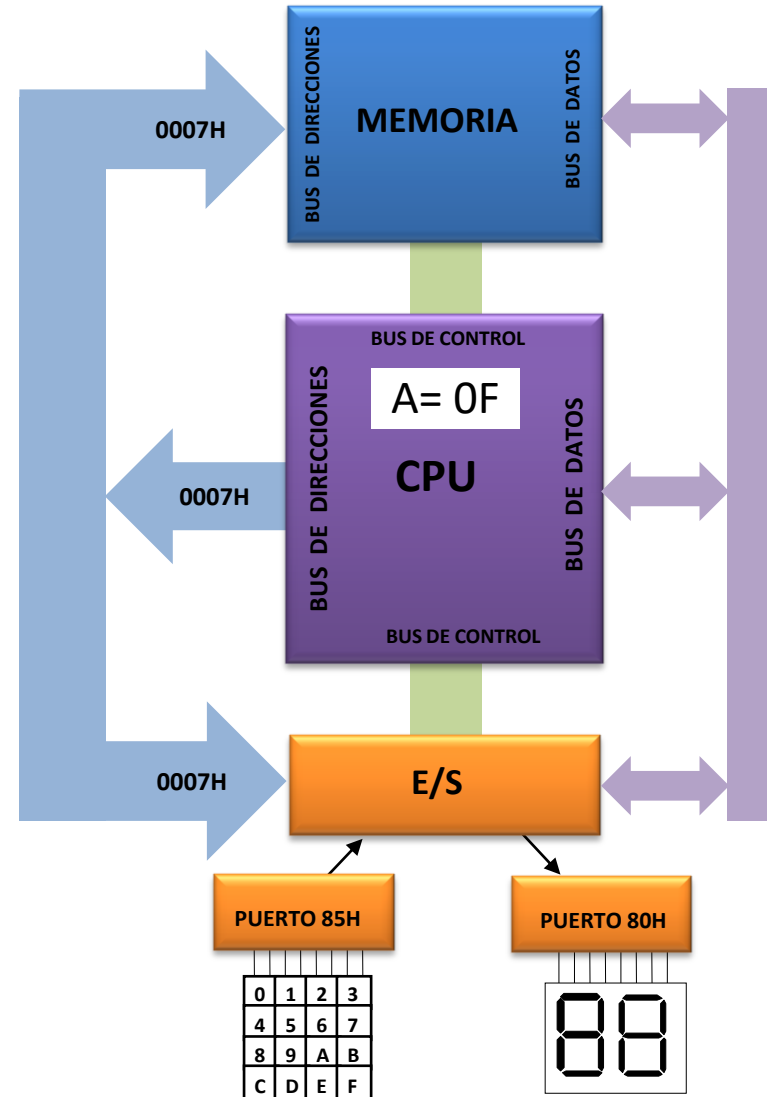 0007H
BUS DE DIRECCIONES
MEMORIA
BUS DE DATOS
BUS DE CONTROL
A= 0F
CPU
BUS DE DIRECCIONES
BUS DE DATOS
0007H
BUS DE CONTROL
0007H
E/S
PUERTO 85H
PUERTO 80H
0 1 2 3
4 5 6 7
8 9 A B
C D E F
88